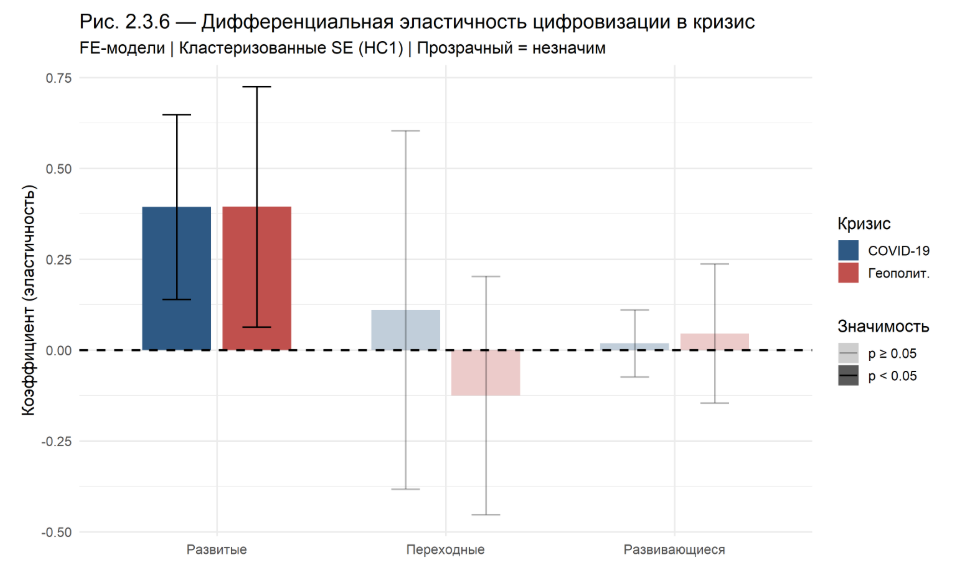 Рис. 2.3.6 — Дифференциальная эластичность цифровизации в кризис
FE-модели | Кластеризованные SE (HC1) | Прозрачный = незначим
Коэффициент (эластичность)
0.75
0.50
0.25
0.00
-0.25
-0.50
Развитые
Переходные
Развивающиеся
Кризис
COVID-19
Геополит.
Значимость
p ≥ 0.05
p < 0.05